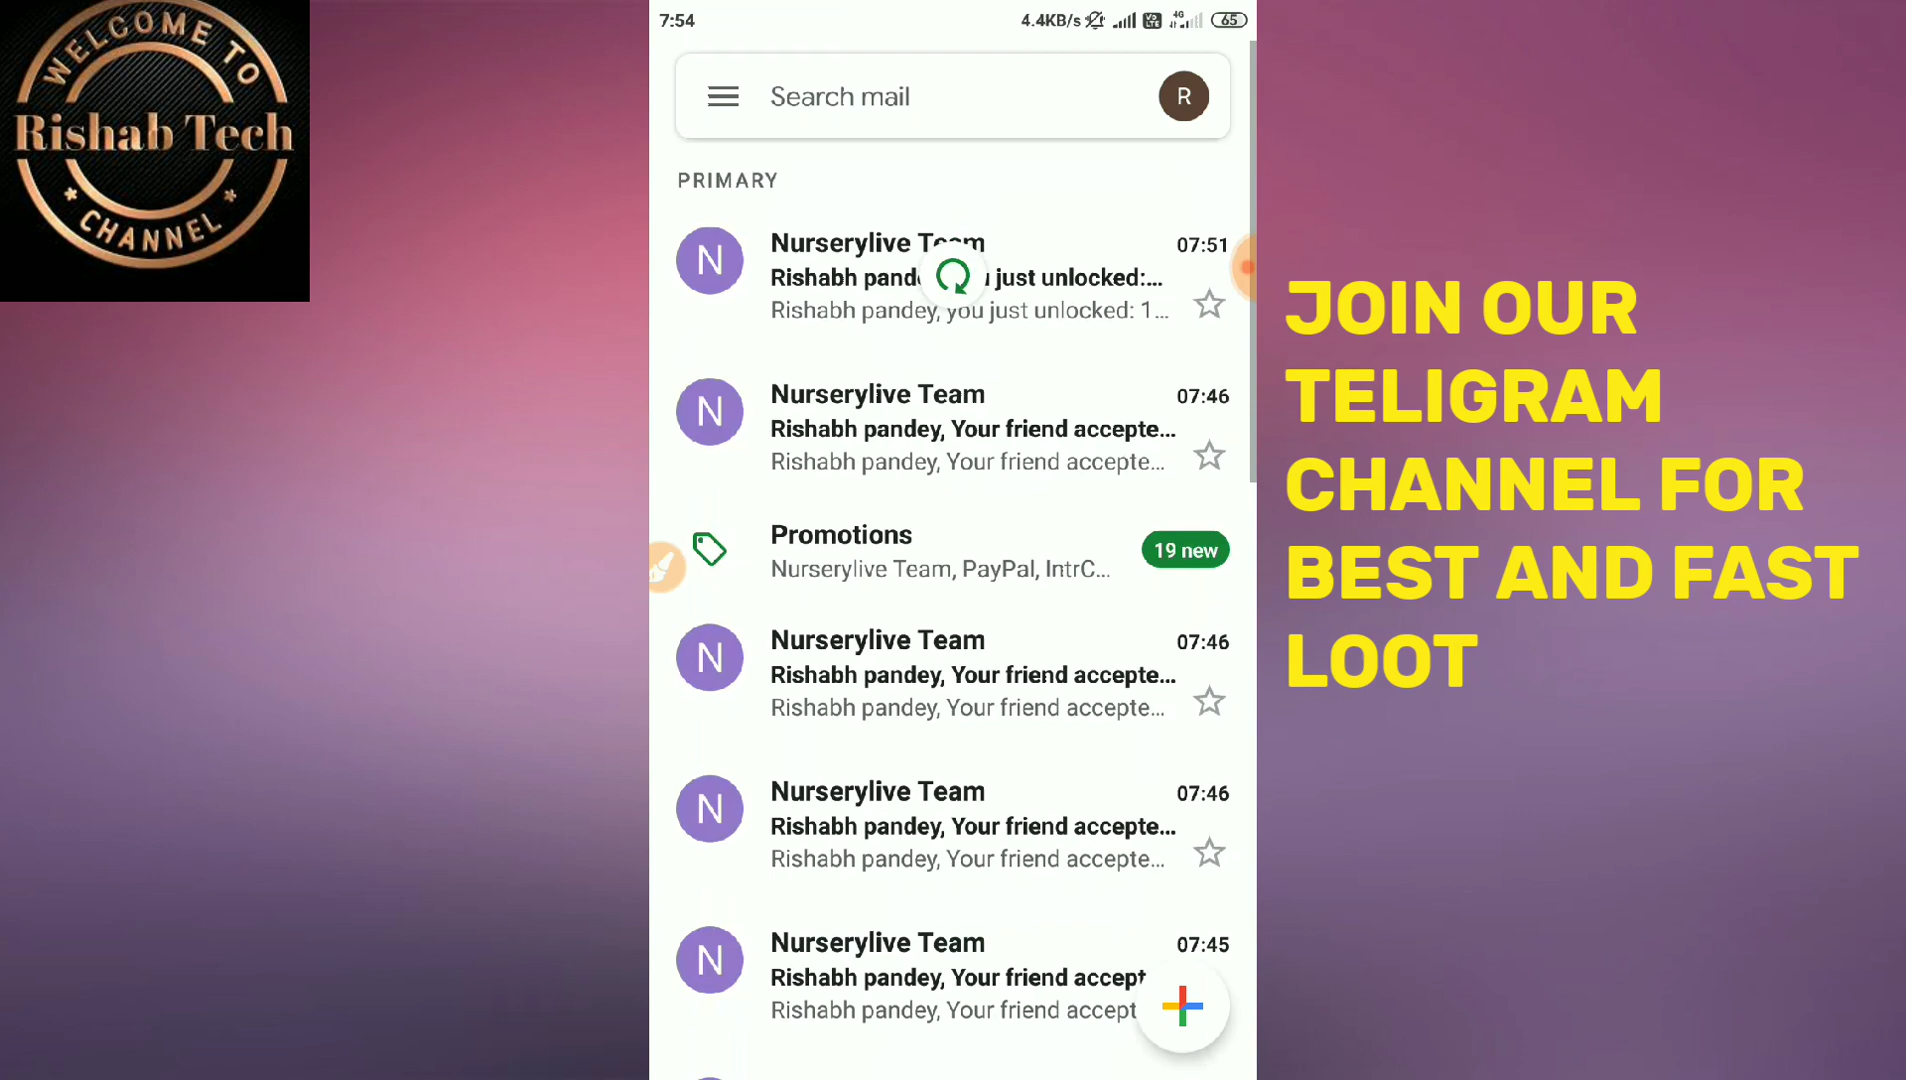 WELCOME TO
Rishab Tech
CHANNEL
7:54
4.4KB/s
Vo
LTE
4G
65
Search mail
R
PRIMARY
N
Nurserylive Team
07:51
Rishabh pande u just unlocked:...
Rishabh pandey, you just unlocked: 1...
N
Nurserylive Team
07:46
Rishabh pandey, Your friend accepte...
Rishabh pandey, Your friend accepte...
Promotions
19 new
Nurserylive Team, PayPal, IntrC...
N
Nurserylive Team
07:46
Rishabh pandey, Your friend accepte...
Rishabh pandey, Your friend accepte...
N
Nurserylive Team
07:46
Rishabh pandey, Your friend accepte...
Rishabh pandey, Your friend accepte...
N
Nurserylive Team
07:45
Rishabh pandey, Your friend accept
Rishabh pandey, Your friend accept
JOIN OUR
TELIGRAM
CHANNEL FOR
BEST AND FAST
LOOT